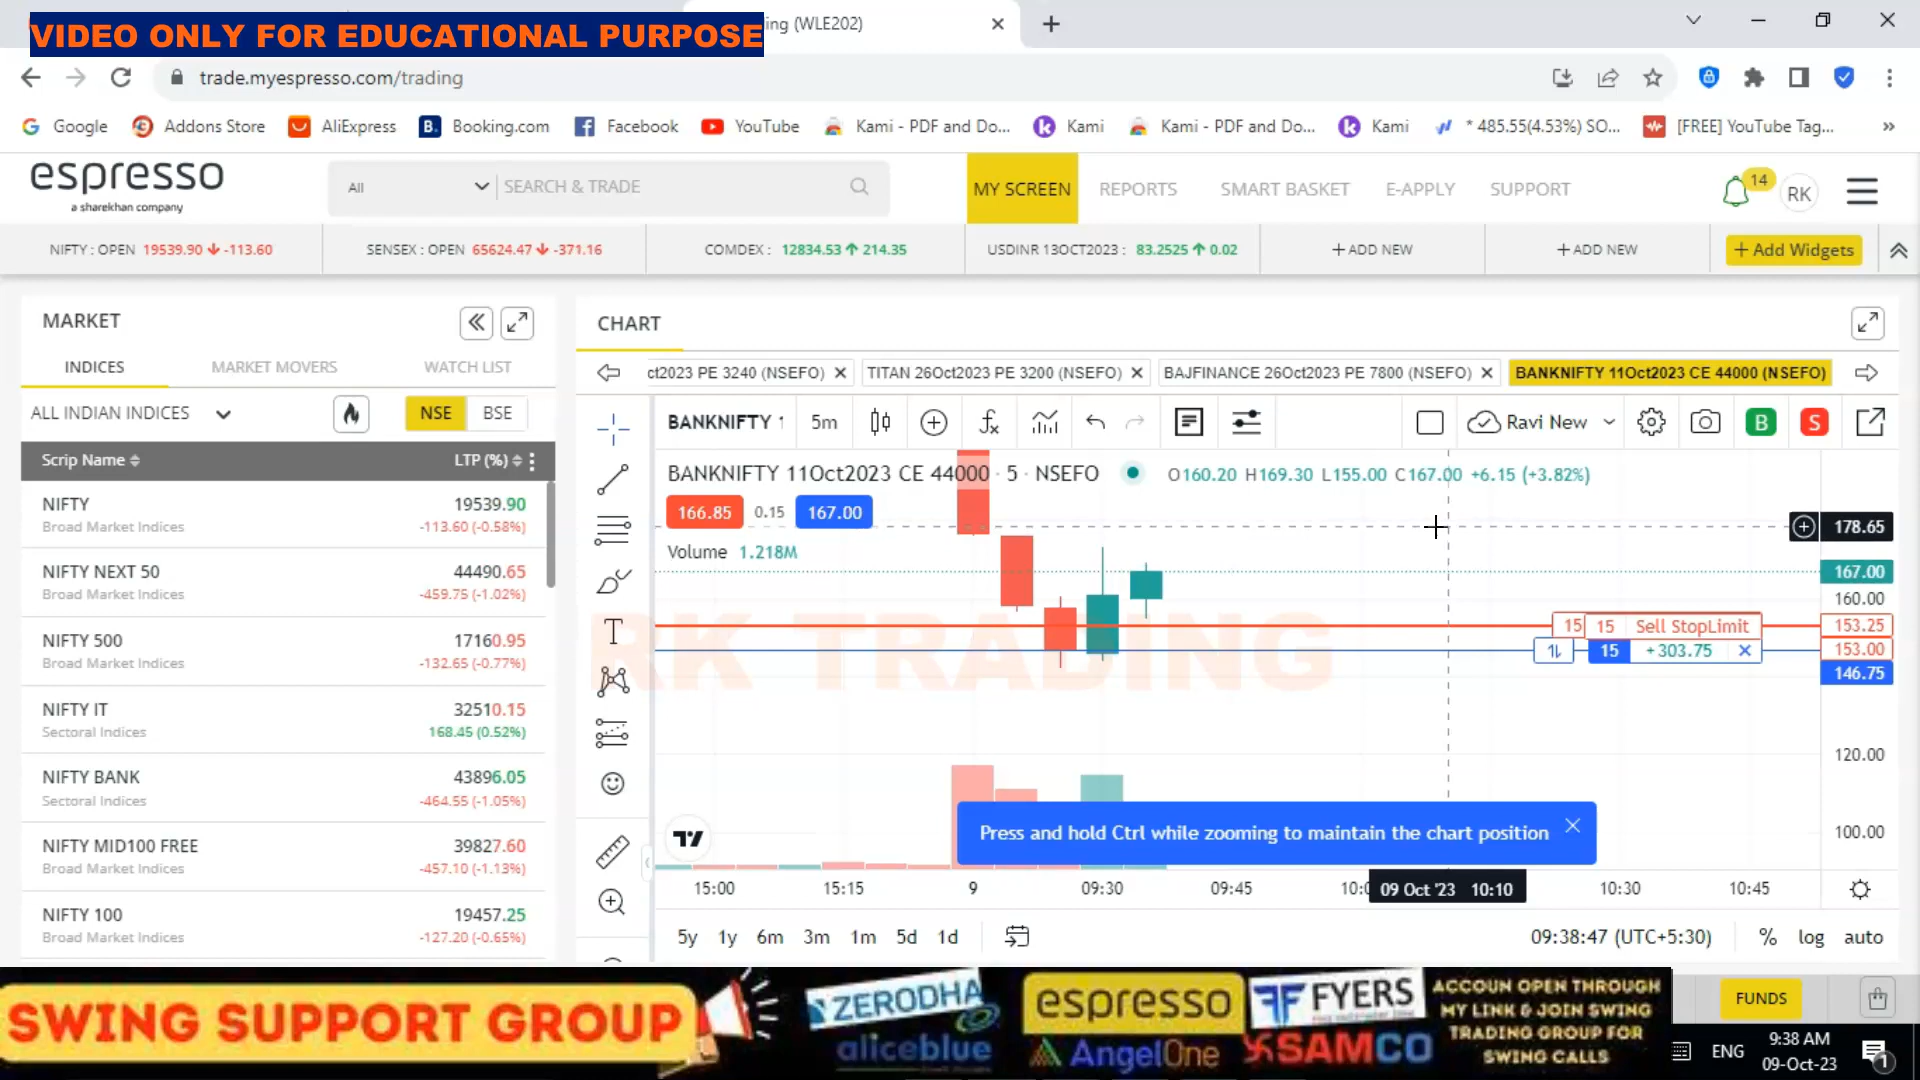 VIDEO ONLY FOR EDUCATIONAL PURPOSE
ing (WLE202)
trade.myespresso.com/trading
Google Addons Store AliExpress Booking.com Facebook YouTube Kami - PDF and Do... Kami Kami - PDF and Do... Kami * 485.55(4.53%) SO... [FREE] YouTube Tag...
espresso
a sharekhan company
All SEARCH & TRADE
MY SCREEN REPORTS SMART BASKET E-APPLY SUPPORT 14 RK
NIFTY : OPEN 19539.90 -113.60 SENSEX : OPEN 65624.47 -371.16 COMDEX : 12834.53 214.35 USDINR 13OCT2023 : 83.2525 0.02 +ADD NEW +ADD NEW + Add Widgets
MARKET
INDICES MARKET MOVERS WATCH LIST
ALL INDIAN INDICES NSE BSE
Scrip Name LTP (%)
NIFTY 19539.90
Broad Market Indices -113.60 (-0.58%)
NIFTY NEXT 50 44490.65
Broad Market Indices -459.75 (-1.02%)
NIFTY 500 17160.95
Broad Market Indices -132.65 (-0.77%)
NIFTY IT 32510.15
Sectoral Indices 168.45 (0.52%)
NIFTY BANK 43896.05
Sectoral Indices -464.55 (-1.05%)
NIFTY MID100 FREE 39827.60
Broad Market Indices -457.10 (-1.13%)
NIFTY 100 19457.25
Broad Market Indices -127.20 (-0.65%)
CHART
ct2023 PE 3240 (NSEFO) TITAN 26Oct2023 PE 3200 (NSEFO) BAJFINANCE 26Oct2023 PE 7800 (NSEFO) BANKNIFTY 11Oct2023 CE 44000 (NSEFO)
BANKNIFTY 1 5m Ravi New B S
BANKNIFTY 11Oct2023 CE 44000 · 5 · NSEFO O160.20 H169.30 L155.00 C167.00 +6.15 (+3.82%)
166.85 0.15 167.00
Volume 1.218M
178.65
167.00
160.00
15 15 Sell StopLimit 153.25
15 +303.75 153.00
146.75
120.00
100.00
RK TRADING
Press and hold Ctrl while zooming to maintain the chart position
15:00 15:15 9 09:30 09:45 10:0 09 Oct '23 10:10 10:30 10:45
5y 1y 6m 3m 1m 5d 1d 09:38:47 (UTC+5:30) % log auto
SWING SUPPORT GROUP
ZERODHA
aliceblue
espresso
AngelOne
FYERS
SAMCO
ACCOUN OPEN THROUGH
MY LINK & JOIN SWING
TRADING GROUP FOR
SWING CALLS
FUNDS
ENG 9:38 AM
09-Oct-23 1